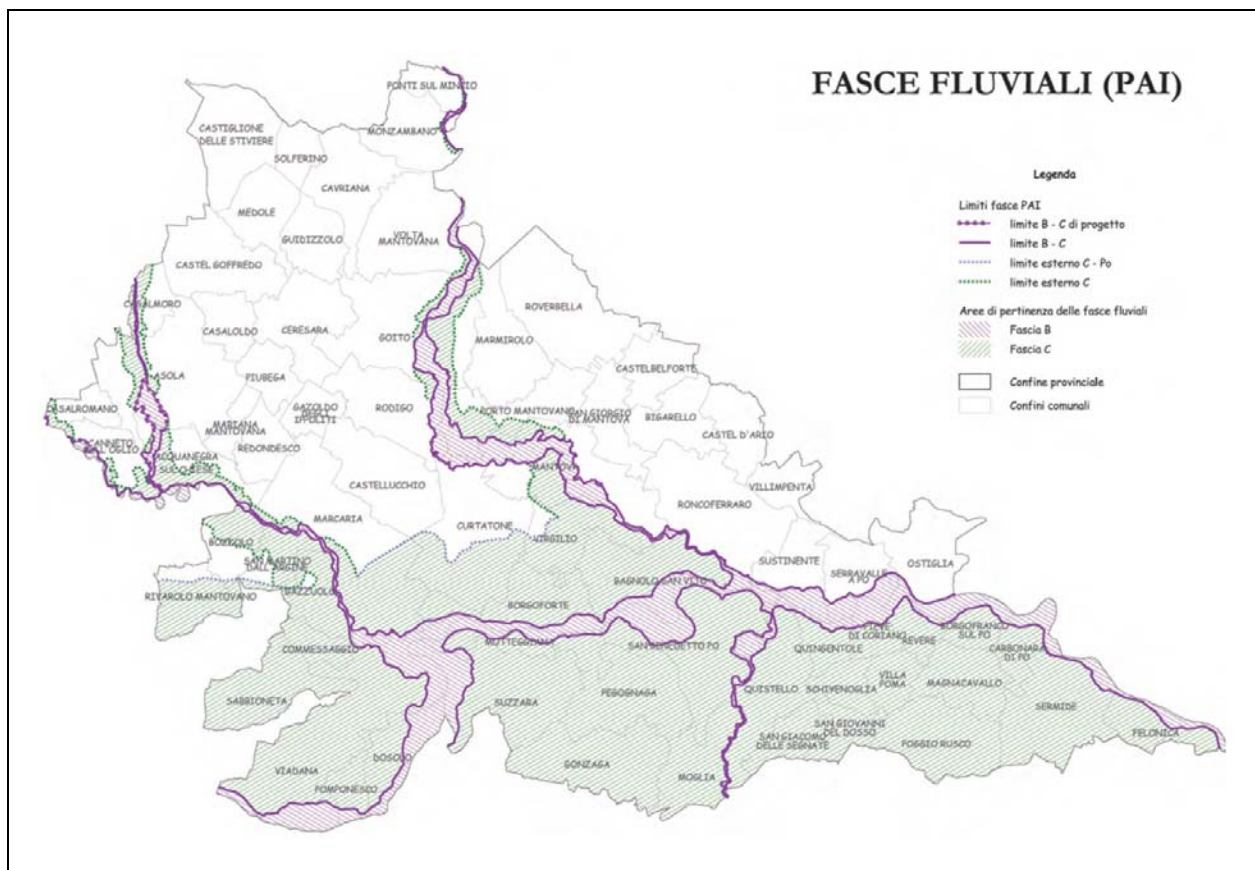 FASCE FLUVIALI (PAI)
Legenda
Limiti fasce PAI
limite B - C di progetto
limite B - C
limite esterno C - Po
limite esterno C
Aree di pertinenza delle fasce fluviali
Fascia B
Fascia C
Confine provinciale
Confini comunali
PONTI SUL MINCIO
CASTIGLIONE
DELLE STIVIERE
MONZAMBANO
SOLFERINO
CAVRIANA
MEDOLE
VOLTA
MANTOVANA
GUIDIZZOLO
CASTEL GOFFREDO
CASALMORO
ROVERBELLA
CASALOLDO
CERESARA
GOITO
MARMIROLO
ASOLA
PIUBEGA
CASTELBELFORTE
CASALROMANO
GAZOLDO
DEGLI
IPPOLITI
RODIGO
PORTO MANTOVANO
SAN GIORGIO
DI MANTOVA
BIGARELLO
MARIANA
MANTOVANA
CANNETO
SULL'OGLIO
REDONDESCO
CASTEL D'ARIO
ACQUANEGRA
SUL CHIESE
MANTOVA
CASTELLUCCHIO
RONCOFERRARO
VILLIMPENTA
MARCARIA
CURTATONE
VIRGILIO
BOZZOLO
SAN MARTINO
DALL'ARGINE
SUSTINENTE
SERRAVALLE
A PO
OSTIGLIA
BAGNOLO SAN VITO
RIVAROLO MANTOVANO
GAZZUOLO
BORGOFORTE
COMMESSAGGIO
MOTTEGGIANA
SAN BENEDETTO PO
QUINGENTOLE
PIEVE
DI CORIANO
REVERE
BORGOFRANCO
SUL PO
CARBONARA
DI PO
SABBIONETA
SUZZARA
PEGOGNAGA
QUISTELLO
SCHIVENOGLIA
VILLA
POMA
MAGNACAVALLO
SERMIDE
SAN GIACOMO
DELLE SEGNATE
SAN GIOVANNI
DEL DOSSO
POGGIO RUSCO
FELONICA
VIADANA
DOSOLO
POMPONESCO
GONZAGA
MOGLIA